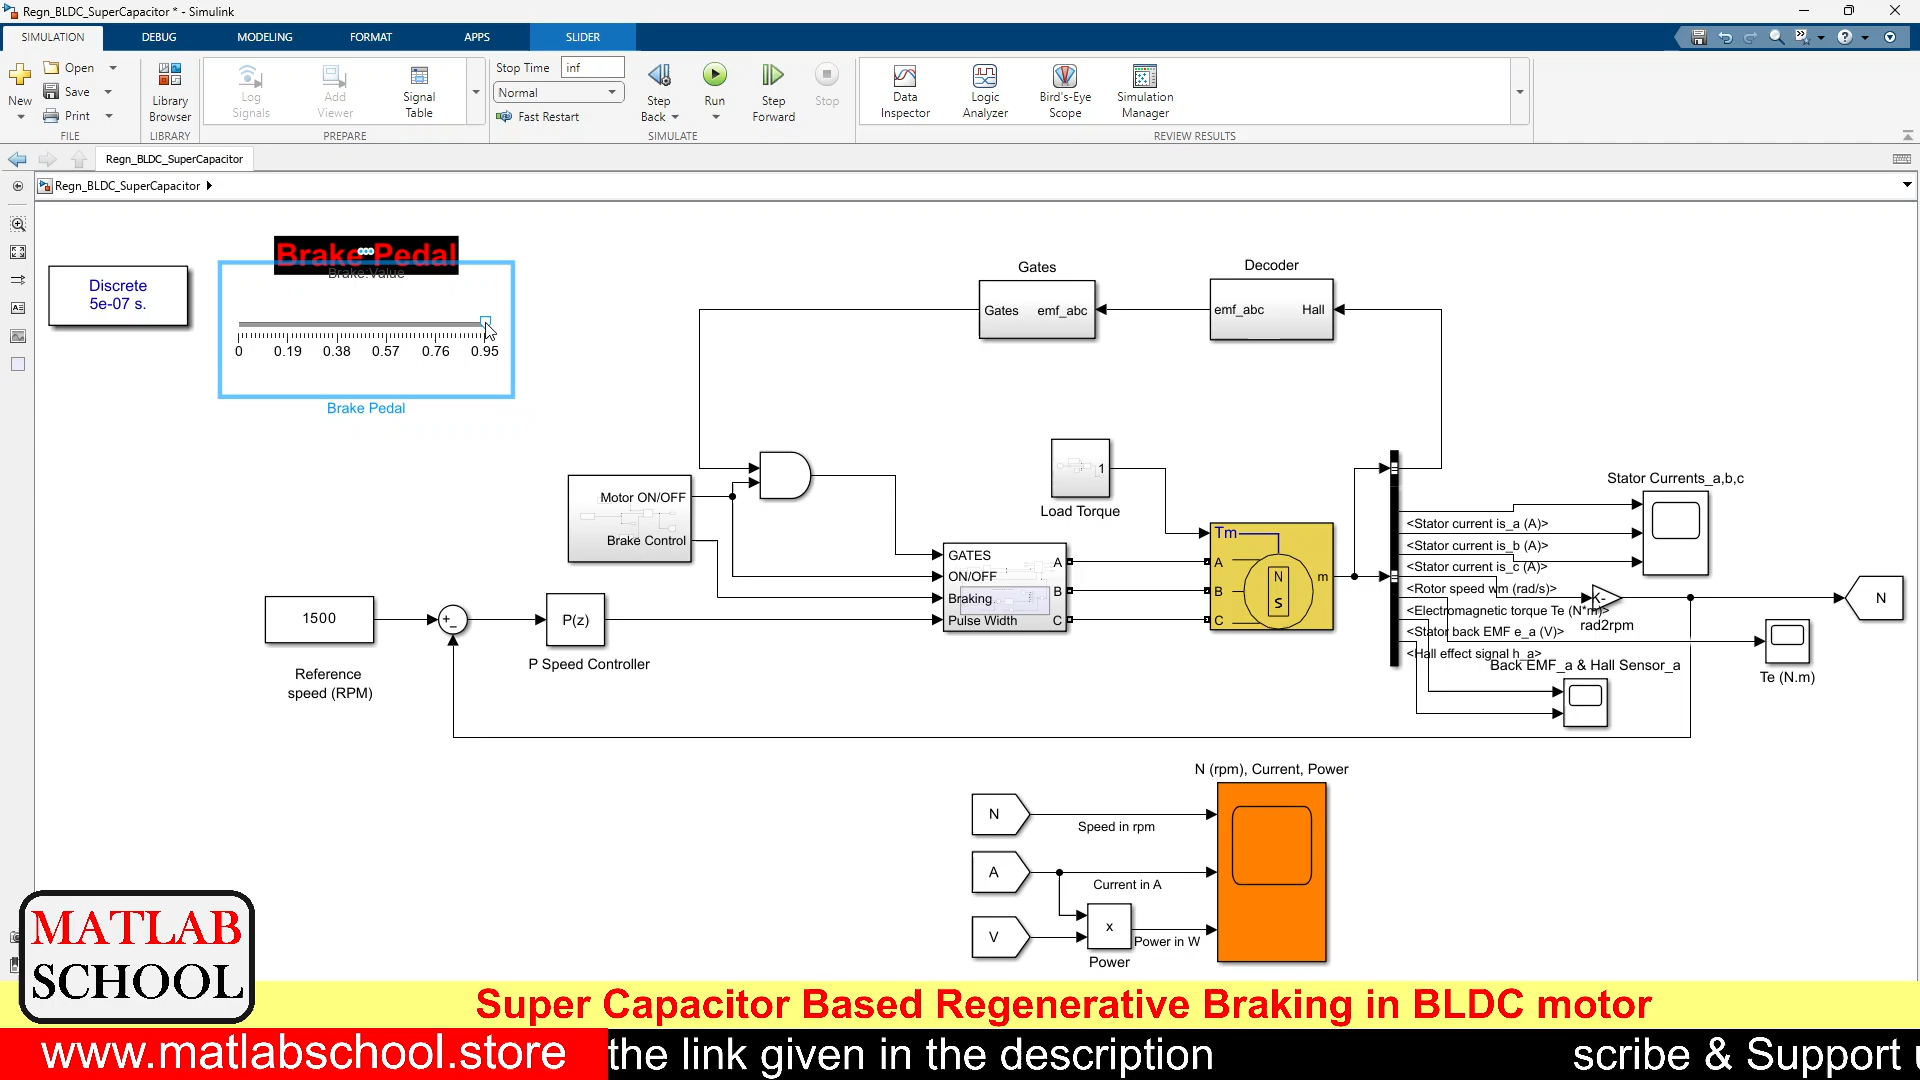 Regn_BLDC_SuperCapacitor * - Simulink
SIMULATION
DEBUG
MODELING
FORMAT
APPS
SLIDER
New
Open
Save
Print
FILE
Library
Browser
LIBRARY
Log
Signals
Add
Viewer
Signal
Table
PREPARE
Stop Time
inf
Normal
Fast Restart
Step
Back
Run
Step
Forward
Stop
SIMULATE
Data
Inspector
Logic
Analyzer
Bird's-Eye
Scope
Simulation
Manager
REVIEW RESULTS
Regn_BLDC_SuperCapacitor
Regn_BLDC_SuperCapacitor
Discrete
5e-07 s.
Brake Pedal
Brake:Value
0 0.19 0.38 0.57 0.76 0.95
Brake Pedal
Gates
Gates emf_abc
Decoder
emf_abc Hall
Motor ON/OFF
Brake Control
1
Load Torque
GATES
ON/OFF
Braking
Pulse Width
A
B
C
Tm
A
B
C
N
S
m
<Stator current is_a (A)>
<Stator current is_b (A)>
<Stator current is_c (A)>
<Rotor speed wm (rad/s)>
<Electromagnetic torque Te (N*m)>
<Stator back EMF e_a (V)>
<Hall effect signal h_a>
Stator Currents_a,b,c
K-
rad2rpm
N
Te (N.m)
Back EMF_a & Hall Sensor_a
1500
Reference
speed (RPM)
+
-
P(z)
P Speed Controller
N (rpm), Current, Power
N
Speed in rpm
A
Current in A
V
x
Power in W
Power
MATLAB
SCHOOL
Super Capacitor Based Regenerative Braking in BLDC motor
www.matlabschool.store
the link given in the description
scribe & Support